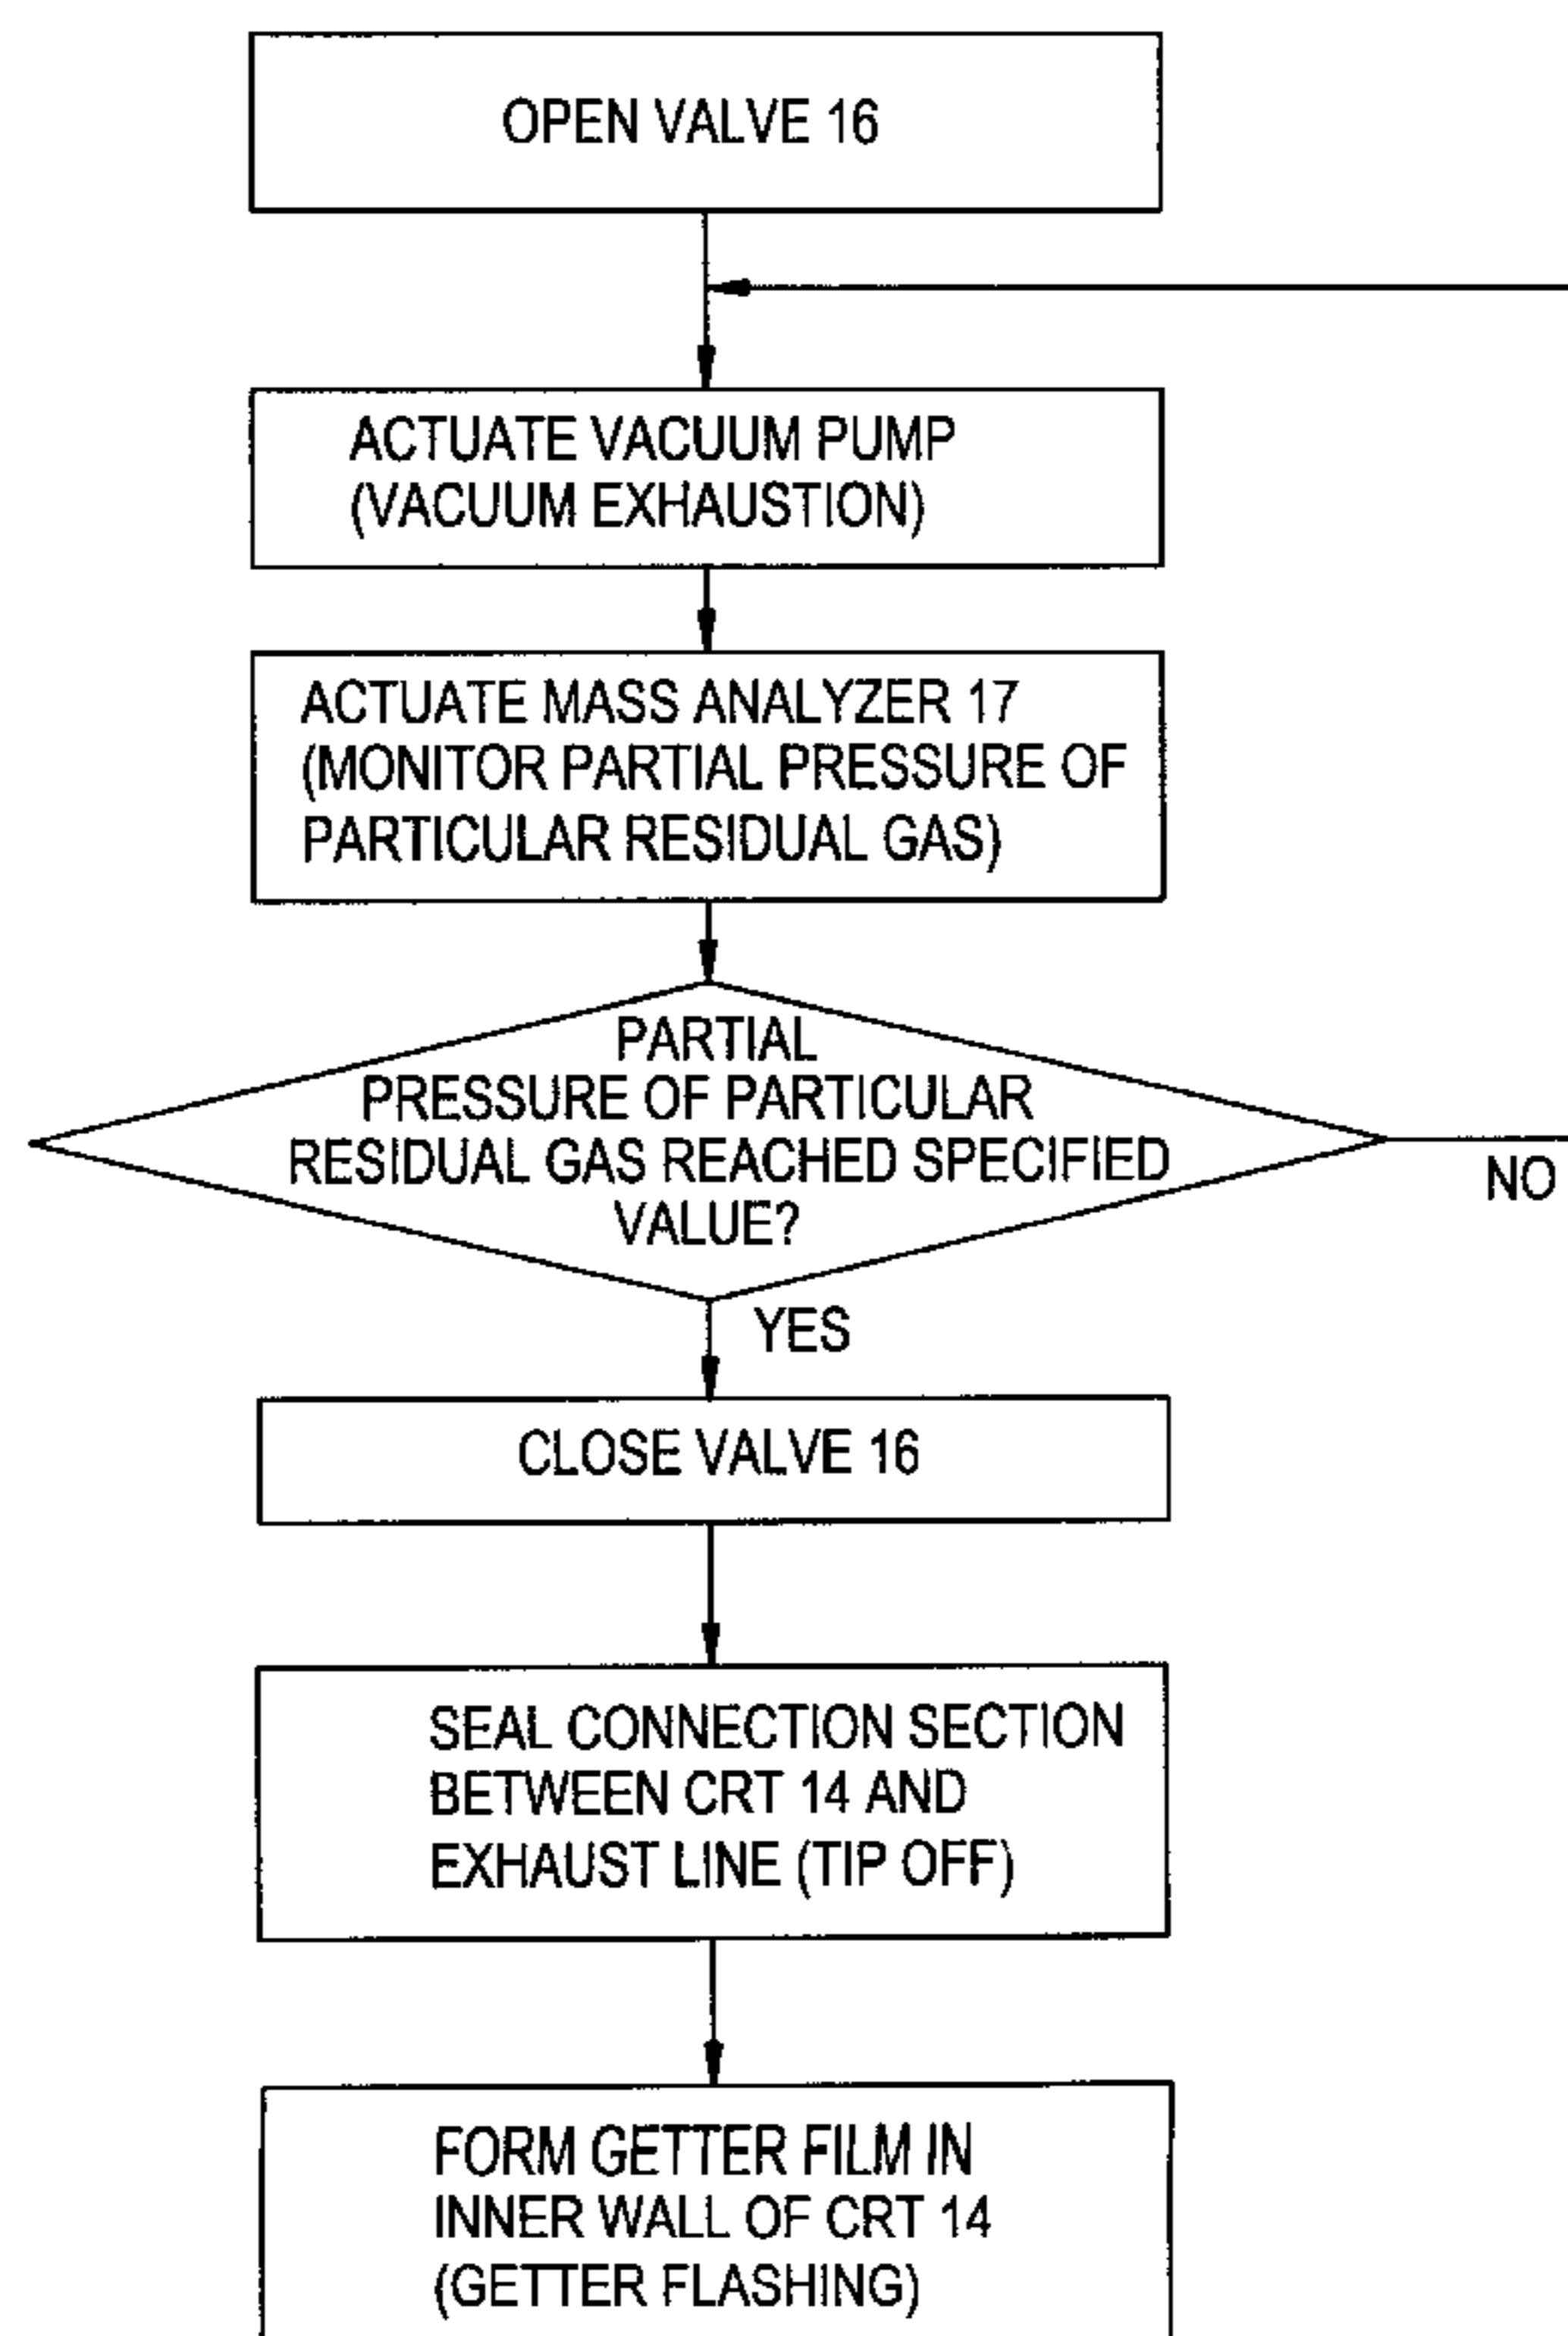 OPEN VALVE 16
ACTUATE VACUUM PUMP
(VACUUM EXHAUSTION)
ACTUATE MASS ANALYZER 17
(MONITOR PARTIAL PRESSURE OF
PARTICULAR RESIDUAL GAS)
PARTIAL
PRESSURE OF PARTICULAR
RESIDUAL GAS REACHED SPECIFIED
VALUE?
NO
YES
CLOSE VALVE 16
SEAL CONNECTION SECTION
BETWEEN CRT 14 AND
EXHAUST LINE (TIP OFF)
FORM GETTER FILM IN
INNER WALL OF CRT 14
(GETTER FLASHING)